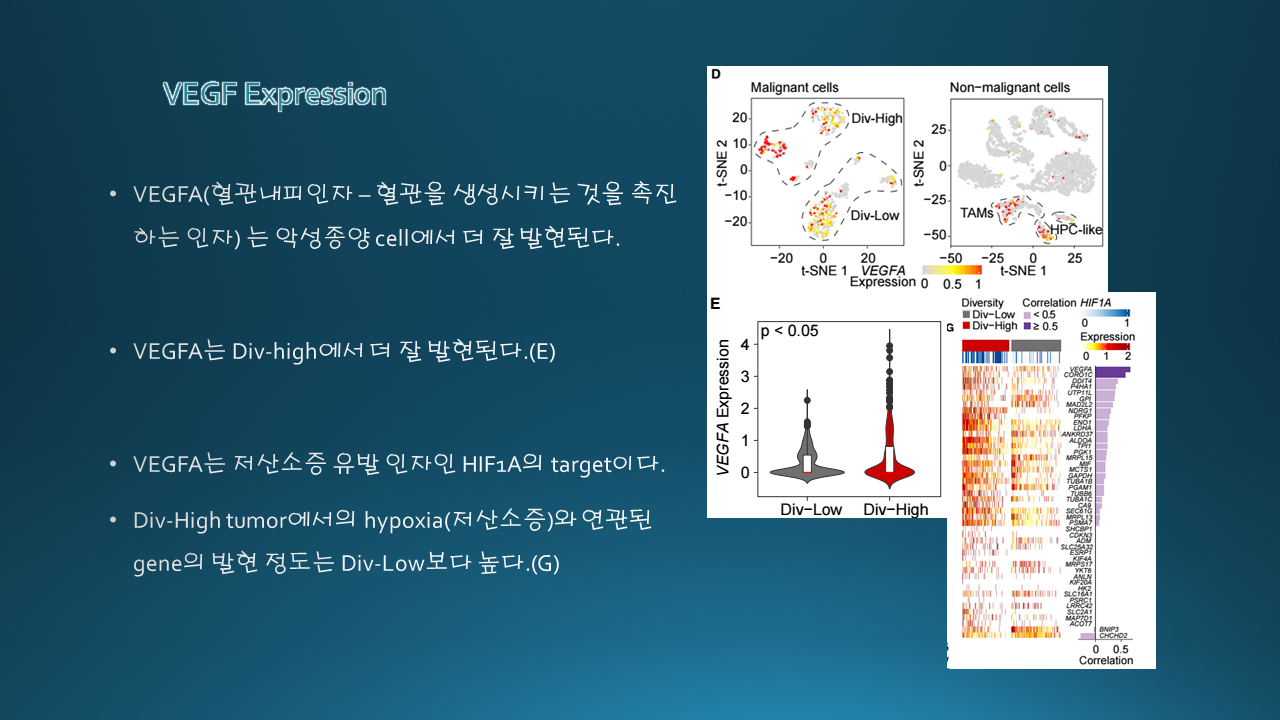 VEGF Expression
• VEGFA(혈관내피인자 – 혈관을 생성시키는 것을 촉진
하는 인자) 는 악성종양 cell에서 더 잘 발현된다.
• VEGFA는 Div-high에서 더 잘 발현된다.(E)
• VEGFA는 저산소증 유발 인자인 HIF1A의 target이다.
• Div-High tumor에서의 hypoxia(저산소증)와 연관된
gene의 발현 정도는 Div-Low보다 높다.(G)
D
Malignant cells
Non−malignant cells
t-SNE 2
20
10
0
−10
−20
Div-High
Div-Low
−20 0 20
t-SNE 1
t-SNE 2
25
0
−25
−50
TAMs
HPC-like
−50 −25 0 25
t-SNE 1
VEGFA
Expression 0 0.5 1
E
p < 0.05
VEGFA Expression
4
3
2
1
0
Div−Low Div−High
G
Diversity
Div-Low
Div-High
Correlation
< 0.5
≥ 0.5
HIF1A
0 1
Expression
0 1 2
VEGFA
CORO1C
DDIT4
P4HA1
UTP11L
GPI
MAD2L2
NDRG1
PFKP
ENO1
LDHA
ANKRD37
ALDOA
TPI1
PGK1
MRPL15
MIF
MCTS1
GAPDH
TUBA1B
PGAM1
TUBB6
TUBA1C
CA9
SEC61G
MRPL13
PSMA7
SHCBP1
CDKN3
ADM
SLC25A32
ESRP1
KIF4A
MRPS17
YKT6
ANLN
KIF20A
HK2
SLC16A1
PSRC1
LRRC42
SLC2A1
MAP7D1
ACOT7
BNIP3
CHCHD2
0 0.5
Correlation